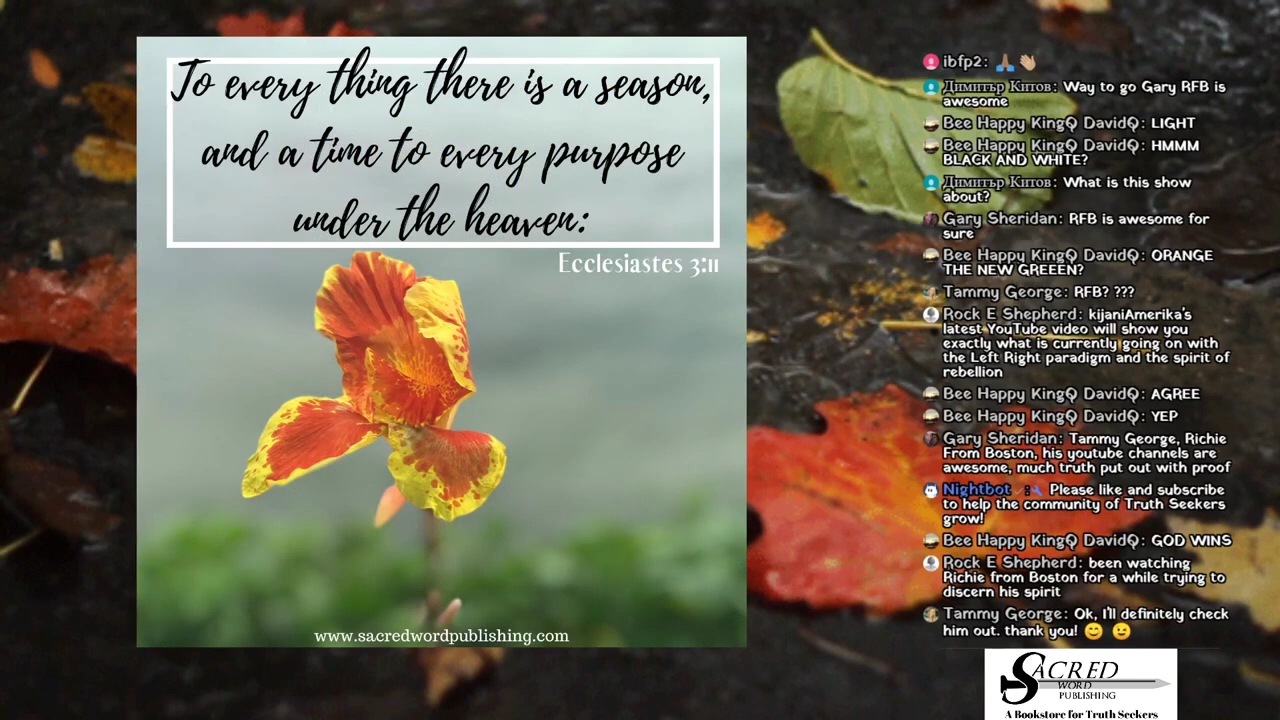 To every thing there is a season,
and a time to every purpose
under the heaven:
Ecclesiastes 3:11
www.sacredwordpublishing.com
ibfp2: 🙏🏽 👋🏽
Димитър Китов: Way to go Gary RFB is
awesome
Bee Happy KingQ DavidQ: LIGHT
Bee Happy KingQ DavidQ: HMMM
BLACK AND WHITE?
Димитър Китов: What is this show
about?
Gary Sheridan: RFB is awesome for
sure
Bee Happy KingQ DavidQ: ORANGE
THE NEW GREEEN?
Tammy George: RFB? ???
Rock E Shepherd: kijaniAmerika's
latest YouTube video will show you
exactly what is currently going on with
the Left Right paradigm and the spirit of
rebellion
Bee Happy KingQ DavidQ: AGREE
Bee Happy KingQ DavidQ: YEP
Gary Sheridan: Tammy George, Richie
From Boston, his youtube channels are
awesome, much truth put out with proof
Nightbot : Please like and subscribe
to help the community of Truth Seekers
grow!
Bee Happy KingQ DavidQ: GOD WINS
Rock E Shepherd: been watching
Richie from Boston for a while trying to
discern his spirit
Tammy George: Ok, I'll definitely check
him out. thank you! 😊 😉
SACRED
WORD
PUBLISHING
A Bookstore for Truth Seekers